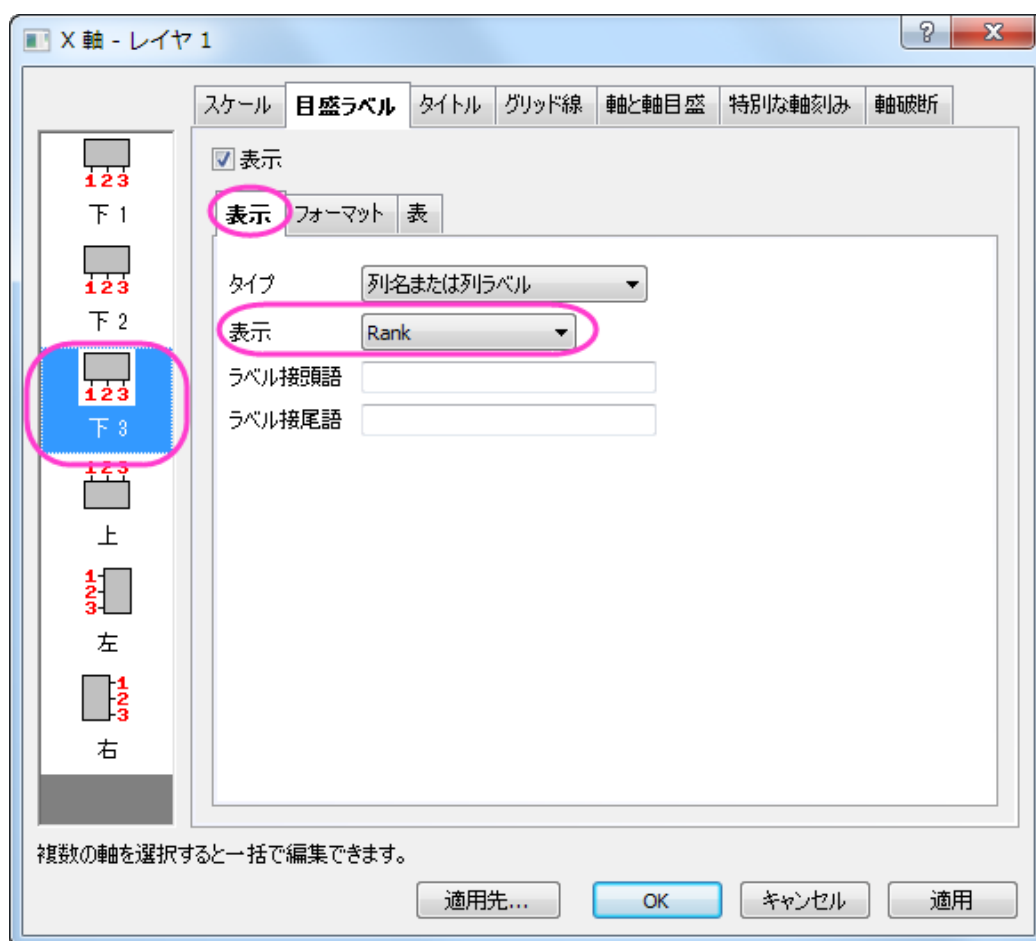 X 軸 - レイヤ 1
スケール 目盛ラベル タイトル グリッド線 軸と軸目盛 特別な軸刻み 軸破断
123
下 1
123
下 2
123
下 3
123
上
1
2
3
左
1
2
3
右
表示
表示 フォーマット 表
タイプ 列名または列ラベル
表示 Rank
ラベル接頭語
ラベル接尾語
複数の軸を選択すると一括で編集できます。
適用先... OK キャンセル 適用